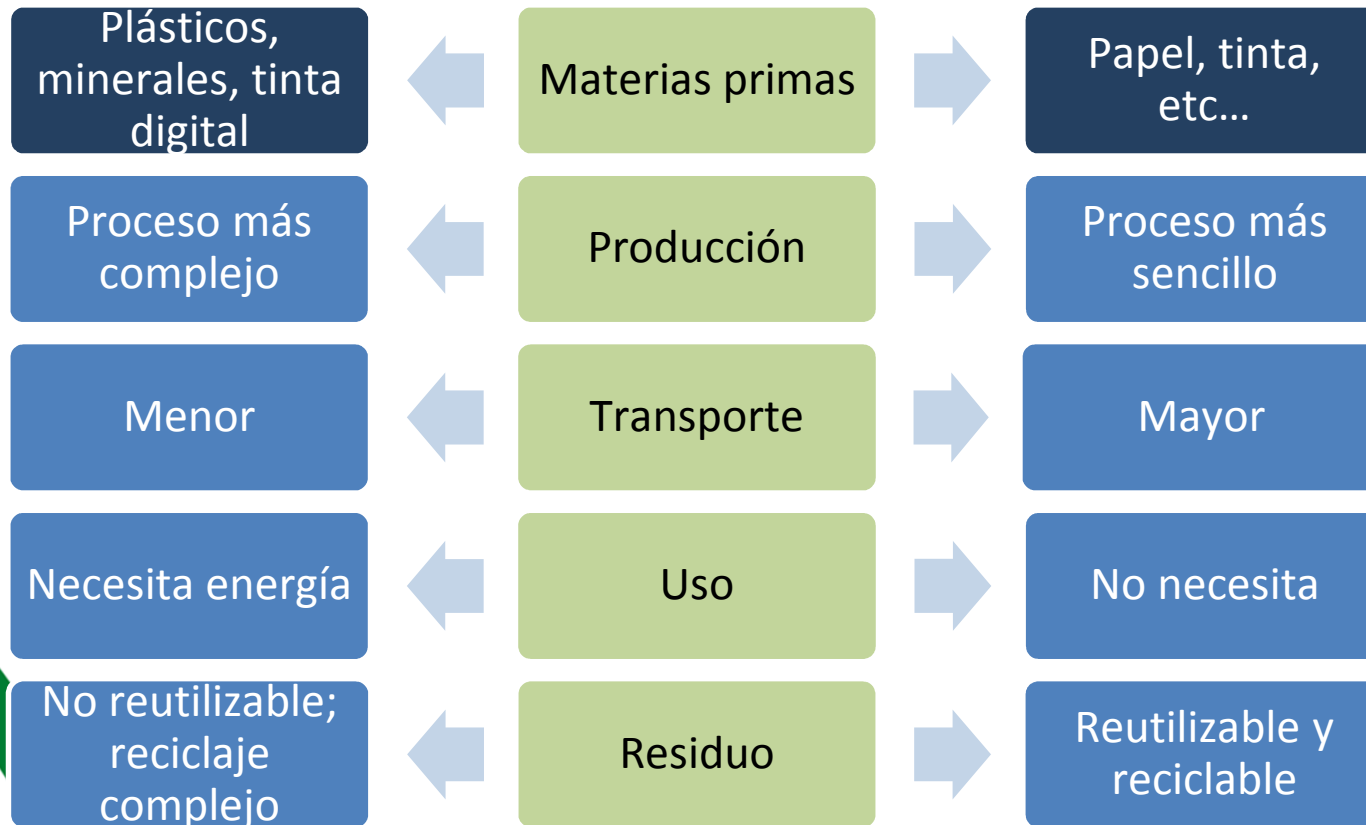 Plásticos,
minerales, tinta
digital
Materias primas
Papel, tinta,
etc...
Proceso más
complejo
Producción
Proceso más
sencillo
Menor
Transporte
Mayor
Necesita energía
Uso
No necesita
No reutilizable;
reciclaje
complejo
Residuo
Reutilizable y
reciclable